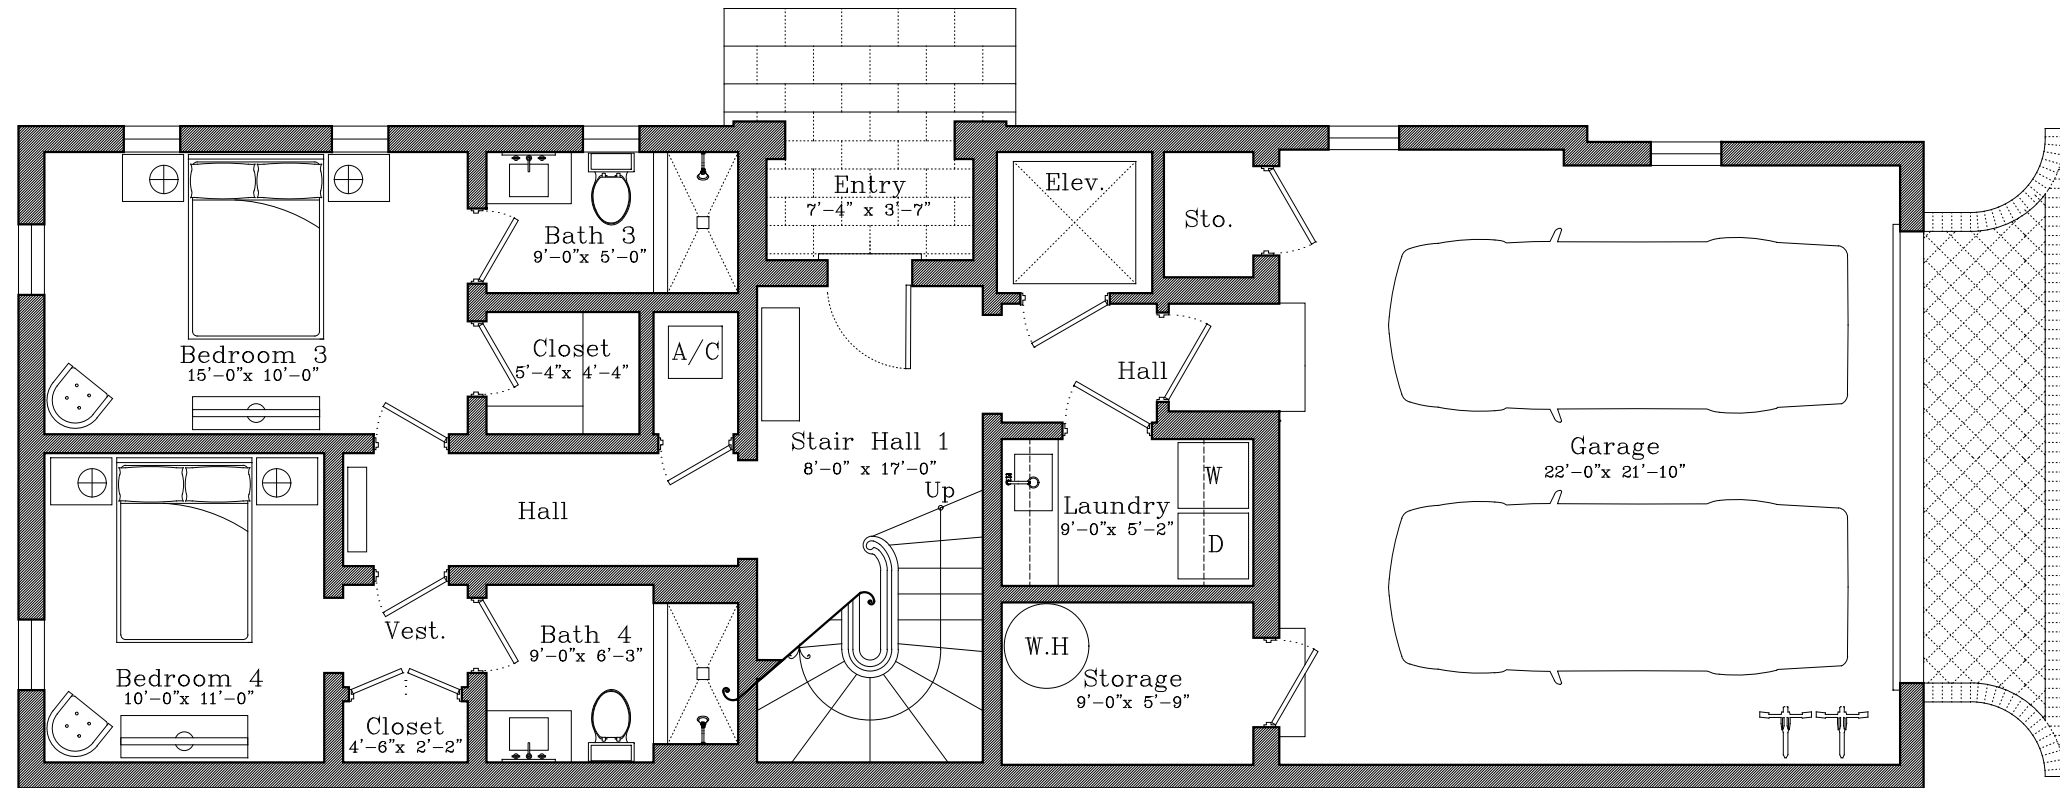 Entry
7'-4" x 3'-7"
Elev.
Sto.
Bath 3
9'-0"x 5'-0"
Bedroom 3
15'-0"x 10'-0"
Closet
5'-4"x 4'-4"
A/C
Hall
Stair Hall 1
8'-0" x 17'-0"
Garage
22'-0"x 21'-10"
Up
W
Hall
Laundry
9'-0"x 5'-2"
D
Vest.
Bath 4
9'-0"x 6'-3"
W.H
Bedroom 4
10'-0"x 11'-0"
Storage
9'-0"x 5'-9"
Closet
4'-6"x 2'-2"